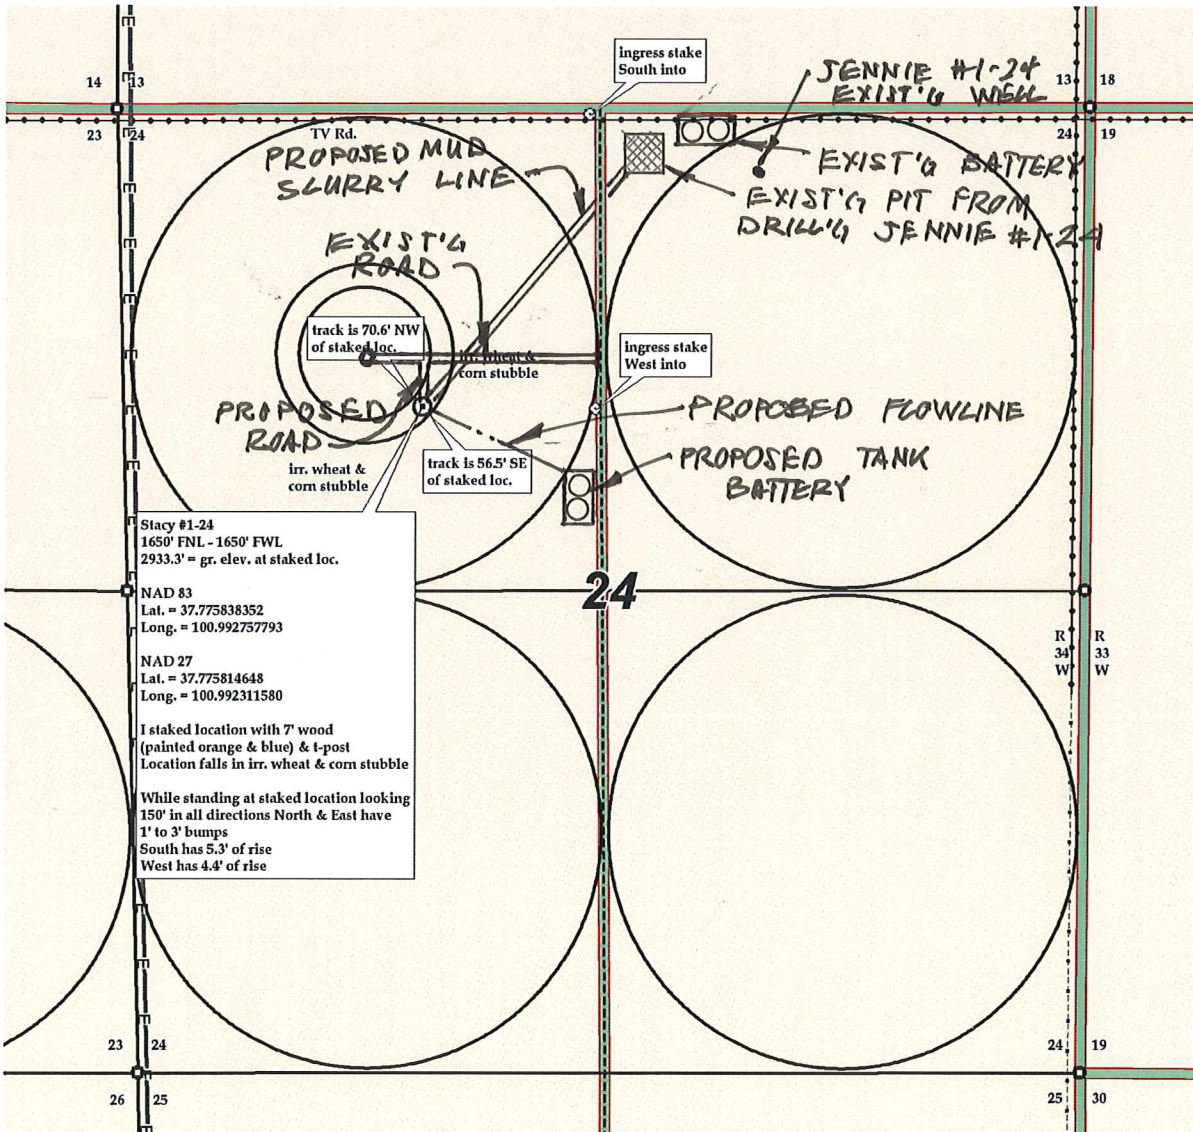 ingress stake
South into
JENNIE #1-24
EXIST'G WELL
14 13
13 18
23 24
24 19
TV Rd.
PROPOSED MUD
SLURRY LINE
EXIST'G BATTERY
EXIST'G PIT FROM
DRILL'G JENNIE #1-24
EXIST'G
ROAD
track is 70.6' NW
of staked loc.
irr. wheat &
corn stubble
ingress stake
West into
PROPOSED
ROAD
PROPOSED FLOWLINE
irr. wheat &
corn stubble
track is 56.5' SE
of staked loc.
PROPOSED TANK
BATTERY
Stacy #1-24
1650' FNL - 1650' FWL
2933.3' = gr. elev. at staked loc.
NAD 83
Lat. = 37.775838352
Long. = 100.992757793
NAD 27
Lat. = 37.775814648
Long. = 100.992311580
I staked location with 7' wood
(painted orange & blue) & t-post
Location falls in irr. wheat & corn stubble
While standing at staked location looking
150' in all directions North & East have
1' to 3' bumps
South has 5.3' of rise
West has 4.4' of rise
24
R R
34 33
W W
23 24
24 19
26 25
25 30
E
E
E
E
E
E
E
E
E
E
E
E